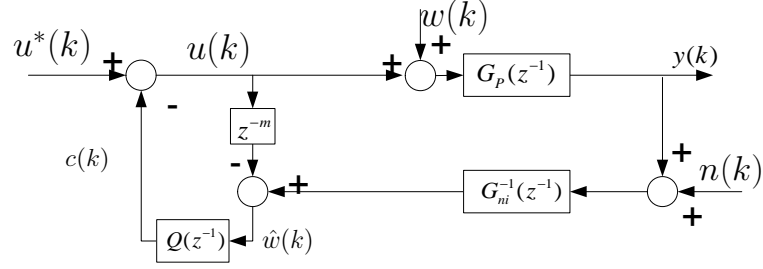 w(k)
u*(k) + u(k) + + G_P(z^{-1}) y(k)
-
z^{-m}
c(k) - + n(k)
+ G_{ni}^{-1}(z^{-1}) +
Q(z^{-1}) ŵ(k)